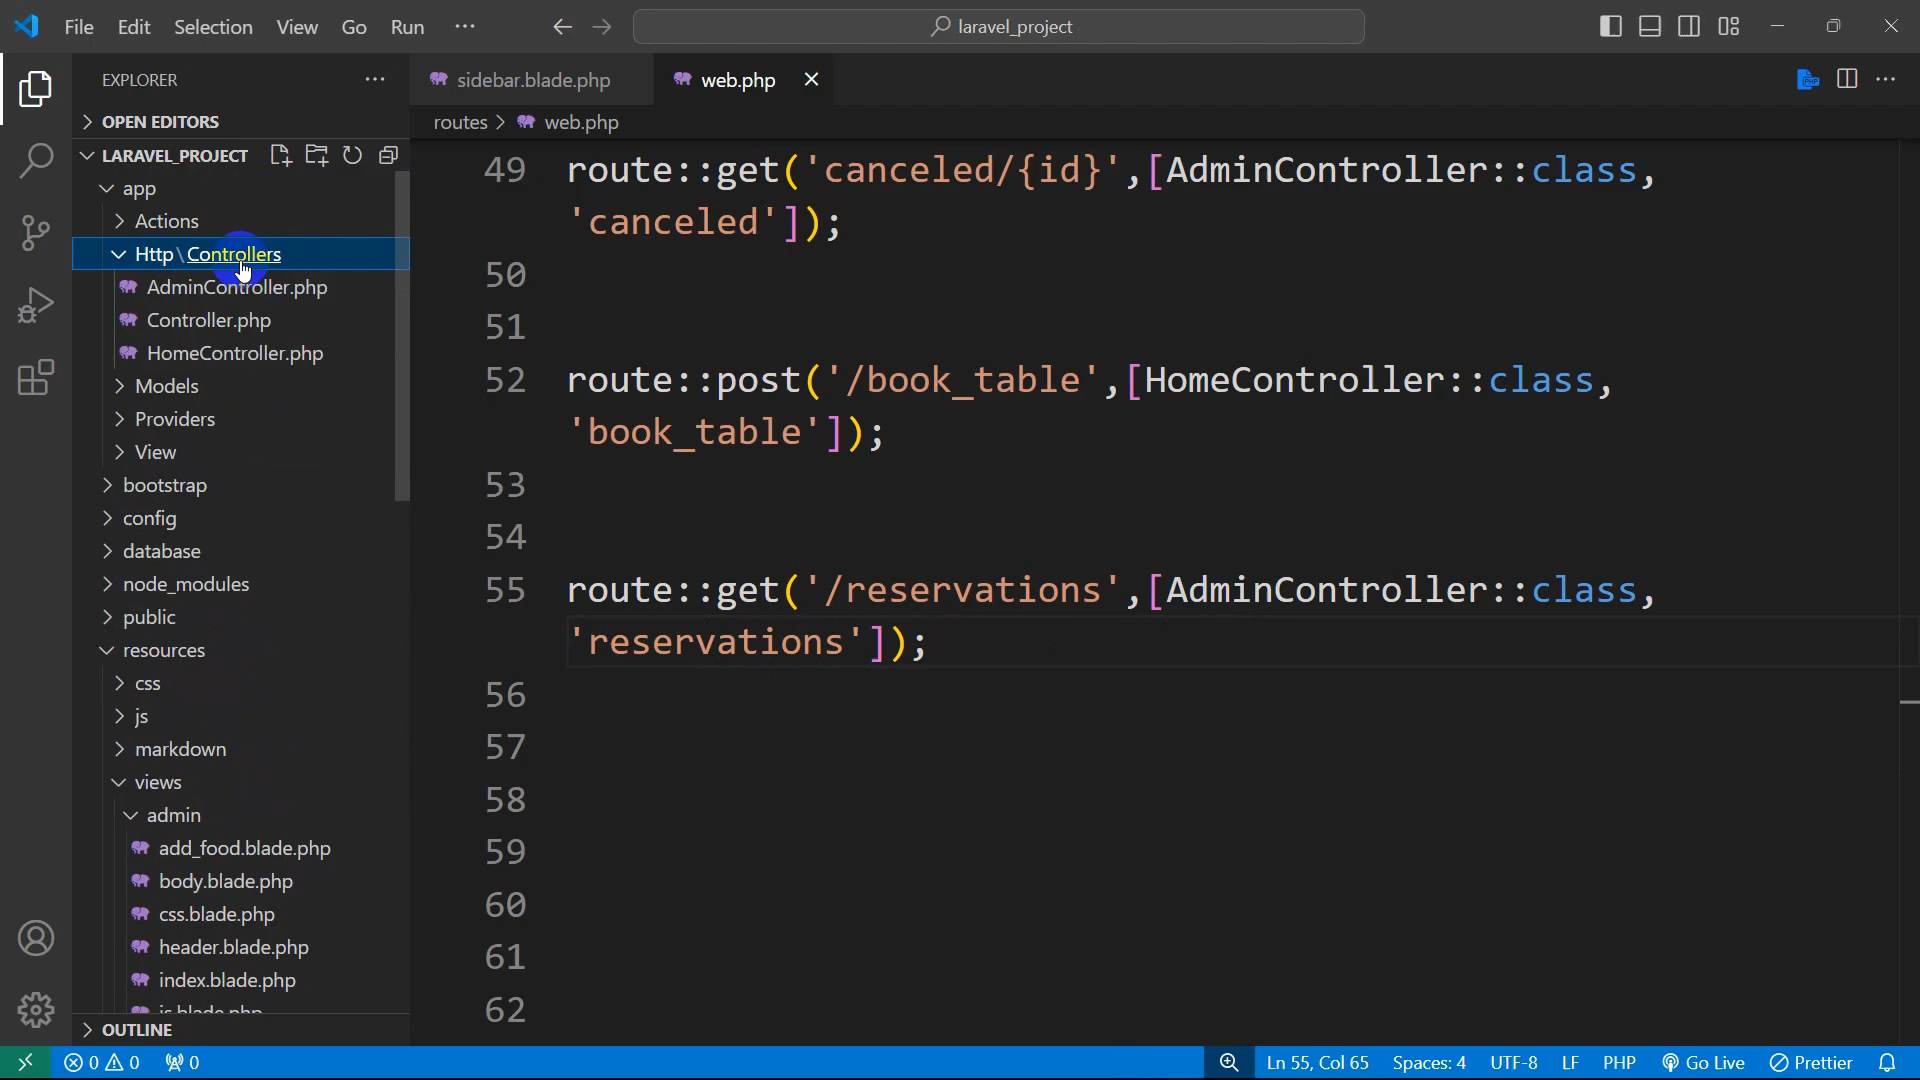 File Edit Selection View Go Run ··· laravel_project
EXPLORER
OPEN EDITORS
LARAVEL_PROJECT
app
Actions
Http\Controllers
AdminController.php
Controller.php
HomeController.php
Models
Providers
View
bootstrap
config
database
node_modules
public
resources
css
js
markdown
views
admin
add_food.blade.php
body.blade.php
css.blade.php
header.blade.php
index.blade.php
js.blade.php
OUTLINE
sidebar.blade.php web.php
routes > web.php
49 route::get('canceled/{id}',[AdminController::class,
'canceled']);
50
51
52 route::post('/book_table',[HomeController::class,
'book_table']);
53
54
55 route::get('/reservations',[AdminController::class,
'reservations']);
56
57
58
59
60
61
62
0 0 0 Ln 55, Col 65 Spaces: 4 UTF-8 LF PHP Go Live Prettier